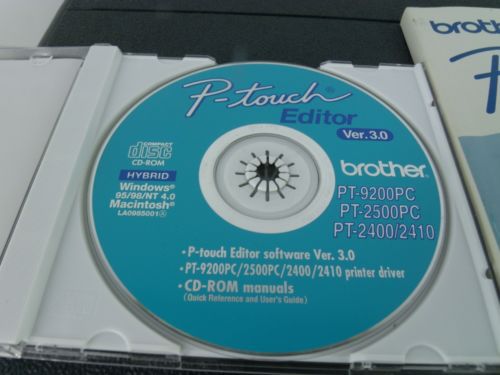 P-touch®
Editor
Ver. 3.0
COMPACT
disc
CD-ROM
brother®
HYBRID
Windows®
95/98/NT 4.0
Macintosh®
LA0985001Ⓐ
PT-9200PC
PT-2500PC
PT-2400/2410
• P-touch Editor software Ver. 3.0
• PT-9200PC/2500PC/2400/2410 printer driver
• CD-ROM manuals
(Quick Reference and User's Guide)
brot
P